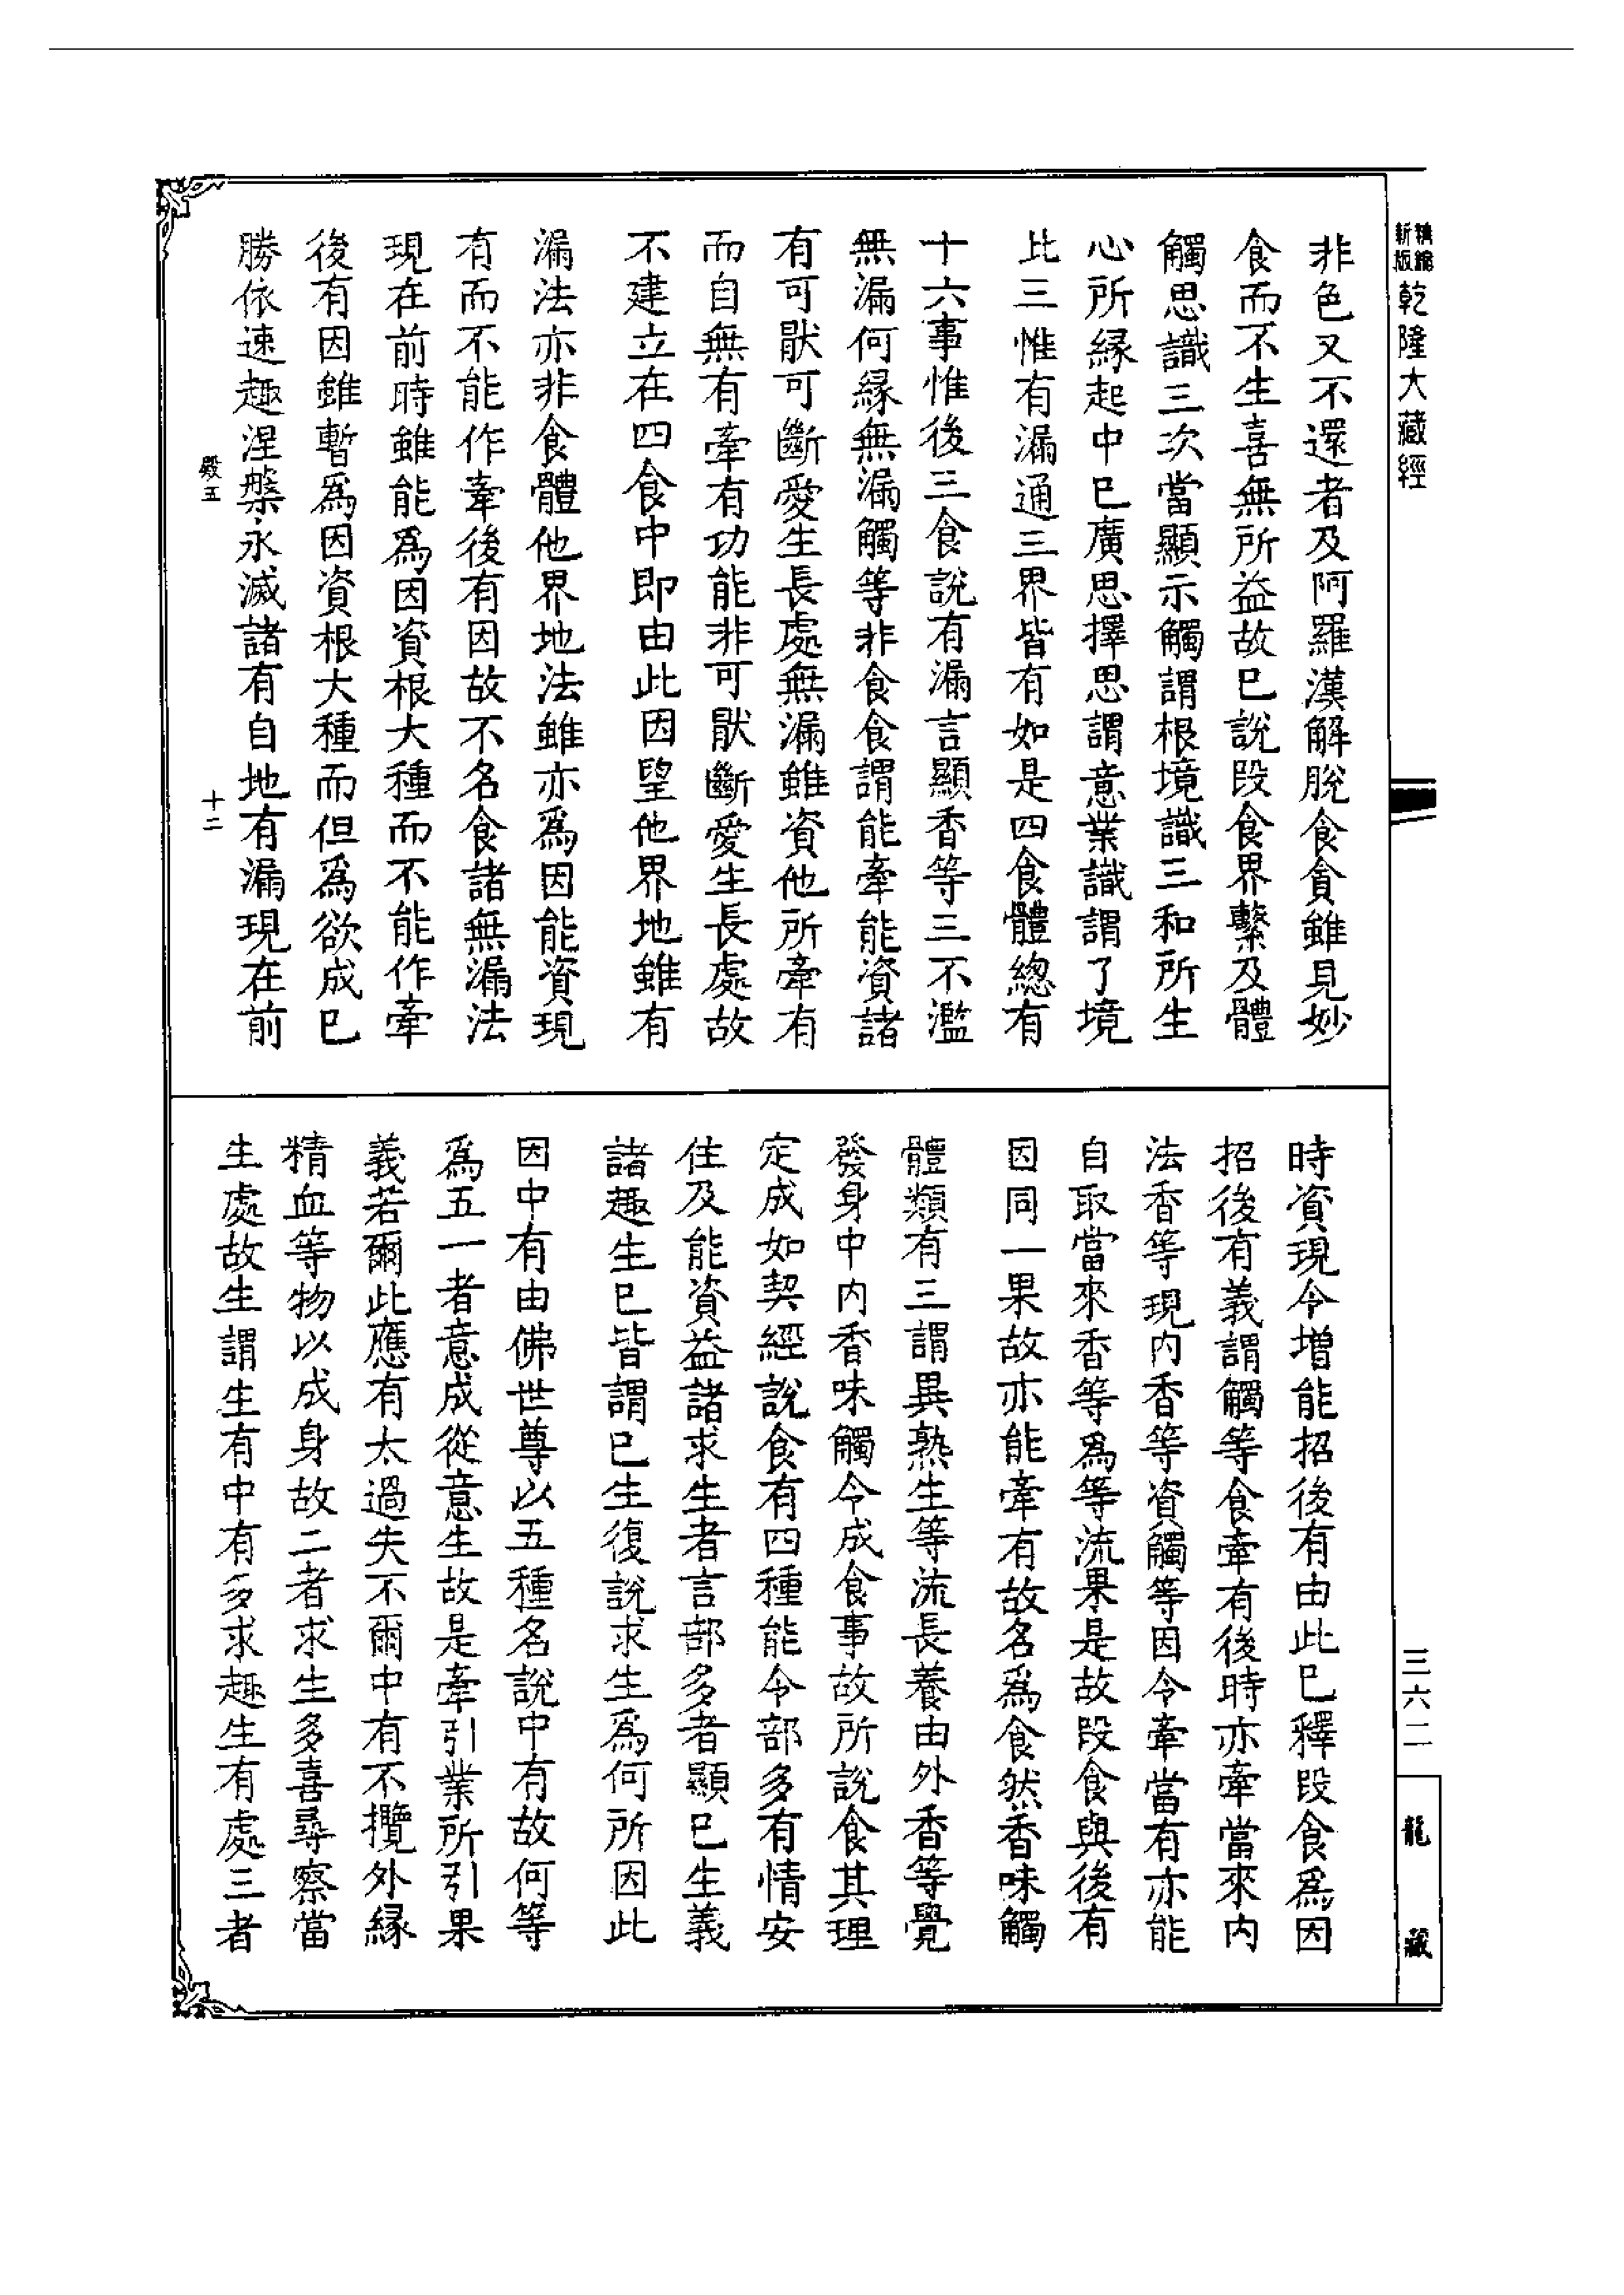 新版精縮乾隆大藏經
非色又不還者及阿羅漢解脫食貪雖見妙
食而不生喜無所益故巳說段食界繫及體
觸思識三次當顯示觸謂根境識三和所生
心所緣起中巳廣思擇思謂意業識謂了境
此三惟有漏通三界皆有如是四食體總有
十六事惟後三食說有漏言顯香等三不濫
無漏何緣無漏觸等非食食謂能牽能資諸
有可猒可斷愛生長處無漏雖資他所牽有
而自無有牽有功能非可猒斷愛生長處故
不建立在四食中即由此因望他界地雖有
漏法亦非食體他界地法雖亦爲因能資現
有而不能作牽後有因故不名食諸無漏法
現在前時雖能爲因資根大種而不能作牽
後有因雖暫爲因資根大種而但爲欲成巳
勝依速趣涅槃永滅諸有自地有漏現在前
殿五 十二
時資現令增能招後有由此巳釋段食爲因
招後有義謂觸等食牽有後時亦牽當來內
法香等現內香等資觸等因令牽當有亦能
自取當來香等爲等流果是故段食與後有
因同一果故亦能牽有故名爲食然香味觸
體類有三謂異熟生等流長養由外香等覺
發身中內香味觸令成食事故所說食其理
定成如契經說食有四種能令部多有情安
住及能資益諸求生者言部多者顯巳生義
諸趣生巳皆謂巳生復說求生爲何所因此
因中有由佛世尊以五種名說中有故何等
爲五一者意成從意生故是牽引業所引果
義若爾此應有太過失不爾中有不攬外緣
精血等物以成身故二者求生多喜尋察當
生處故生謂生有中有多求趣生有處三者
三六二
龍藏